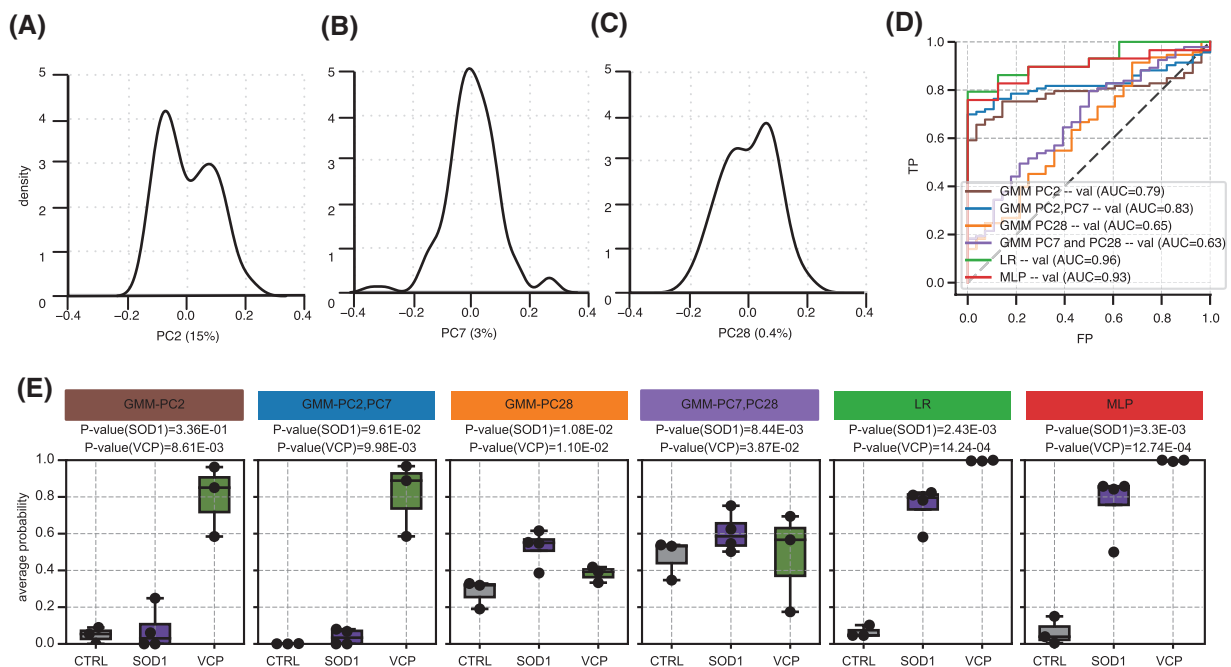 (A)
(B)
(C)
(D)
5
4
3
2
1
0
density
−0.4
−0.2
0.0
0.2
0.4
PC2 (15%)
5
4
3
2
1
0
−0.4
−0.2
0.0
0.2
0.4
PC7 (3%)
5
4
3
2
1
0
−0.4
−0.2
0.0
0.2
0.4
PC28 (0.4%)
1.0
0.8
0.6
0.4
0.2
0.0
TP
GMM PC2 -- val (AUC=0.79)
GMM PC2,PC7 -- val (AUC=0.83)
GMM PC28 -- val (AUC=0.65)
GMM PC7 and PC28 -- val (AUC=0.63)
LR -- val (AUC=0.96)
MLP -- val (AUC=0.93)
0.0
0.2
0.4
0.6
0.8
1.0
FP
(E)
GMM-PC2
P-value(SOD1)=3.36E-01
P-value(VCP)=8.61E-03
GMM-PC2,PC7
P-value(SOD1)=9.61E-02
P-value(VCP)=9.98E-03
GMM-PC28
P-value(SOD1)=1.08E-02
P-value(VCP)=1.10E-02
GMM-PC7,PC28
P-value(SOD1)=8.44E-03
P-value(VCP)=3.87E-02
LR
P-value(SOD1)=2.43E-03
P-value(VCP)=14.24-04
MLP
P-value(SOD1)=3.3E-03
P-value(VCP)=12.74E-04
1.0
0.8
0.6
0.4
0.2
0.0
average probability
CTRL SOD1 VCP
CTRL SOD1 VCP
CTRL SOD1 VCP
CTRL SOD1 VCP
CTRL SOD1 VCP
CTRL SOD1 VCP